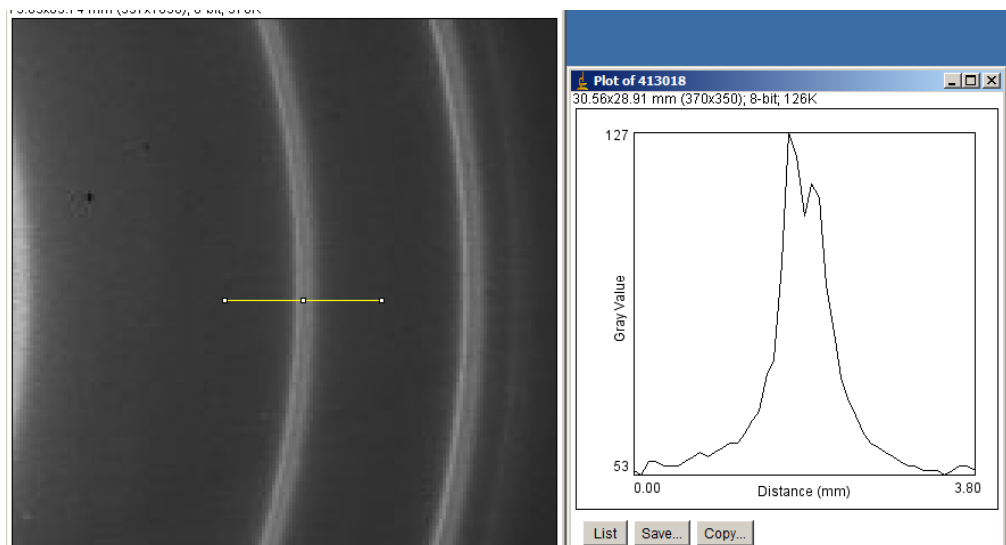 Plot of 413018
30.56x28.91 mm (370x350); 8-bit; 126K
127
Gray Value
53
0.00
Distance (mm)
3.80
List
Save...
Copy...